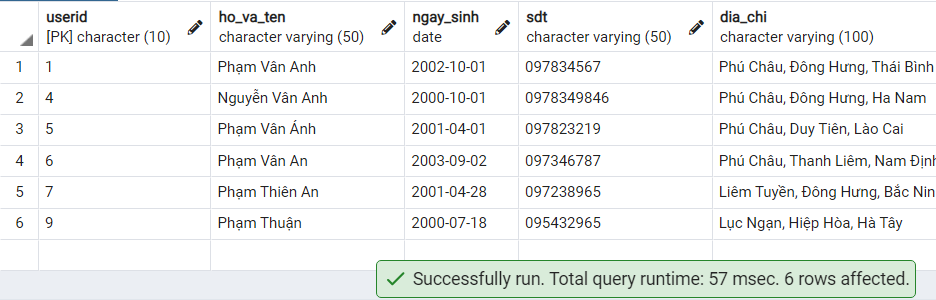 userid ho_va_ten ngay_sinh sdt dia_chi
[PK] character (10) character varying (50) date character varying (50) character varying (100)
1 1 Phạm Vân Anh 2002-10-01 097834567 Phú Châu, Đông Hưng, Thái Bình
2 4 Nguyễn Vân Anh 2000-10-01 0978349846 Phú Châu, Đông Hưng, Ha Nam
3 5 Phạm Vân Ánh 2001-04-01 097823219 Phú Châu, Duy Tiên, Lào Cai
4 6 Phạm Vân An 2003-09-02 097346787 Phú Châu, Thanh Liêm, Nam Định
5 7 Phạm Thiên An 2001-04-28 097238965 Liêm Tuyền, Đông Hưng, Bắc Nin
6 9 Phạm Thuận 2000-07-18 095432965 Lục Ngạn, Hiệp Hòa, Hà Tây
Successfully run. Total query runtime: 57 msec. 6 rows affected.